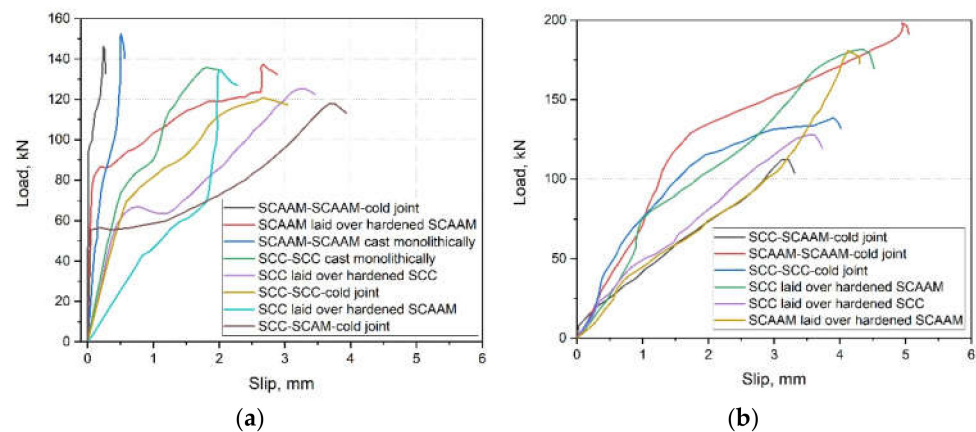 160
140
120
100
80
60
40
20
0
Load, kN
SCAAM-SCAAM-cold joint
SCAAM laid over hardened SCAAM
SCAAM-SCAAM cast monolithically
SCC-SCC cast monolithically
SCC laid over hardened SCC
SCC-SCC-cold joint
SCC laid over hardened SCAAM
SCC-SCAM-cold joint
0 1 2 3 4 5 6
Slip, mm
(a)
200
150
100
50
0
Load, kN
SCC-SCAAM-cold joint
SCAAM-SCAAM-cold joint
SCC-SCC-cold joint
SCC laid over hardened SCAAM
SCC laid over hardened SCC
SCAAM laid over hardened SCAAM
0 1 2 3 4 5 6
Slip, mm
(b)